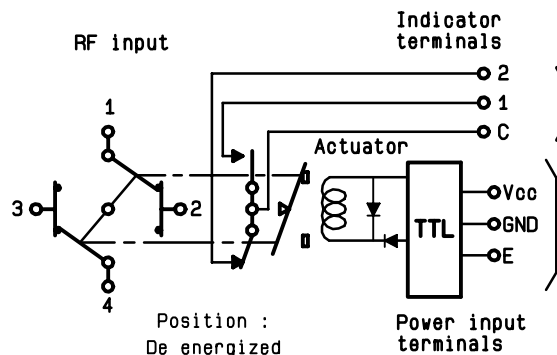 Indicator
terminals
RF input
2
1
C
1
Actuator
3
2
Vcc
TTL
GND
E
4
Position :
De energized
Power input
terminals